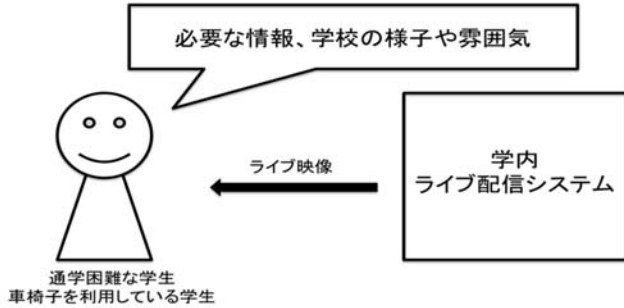 必要な情報、学校の様子や雰囲気
ライブ映像
学内
ライブ配信システム
通学困難な学生
車椅子を利用している学生